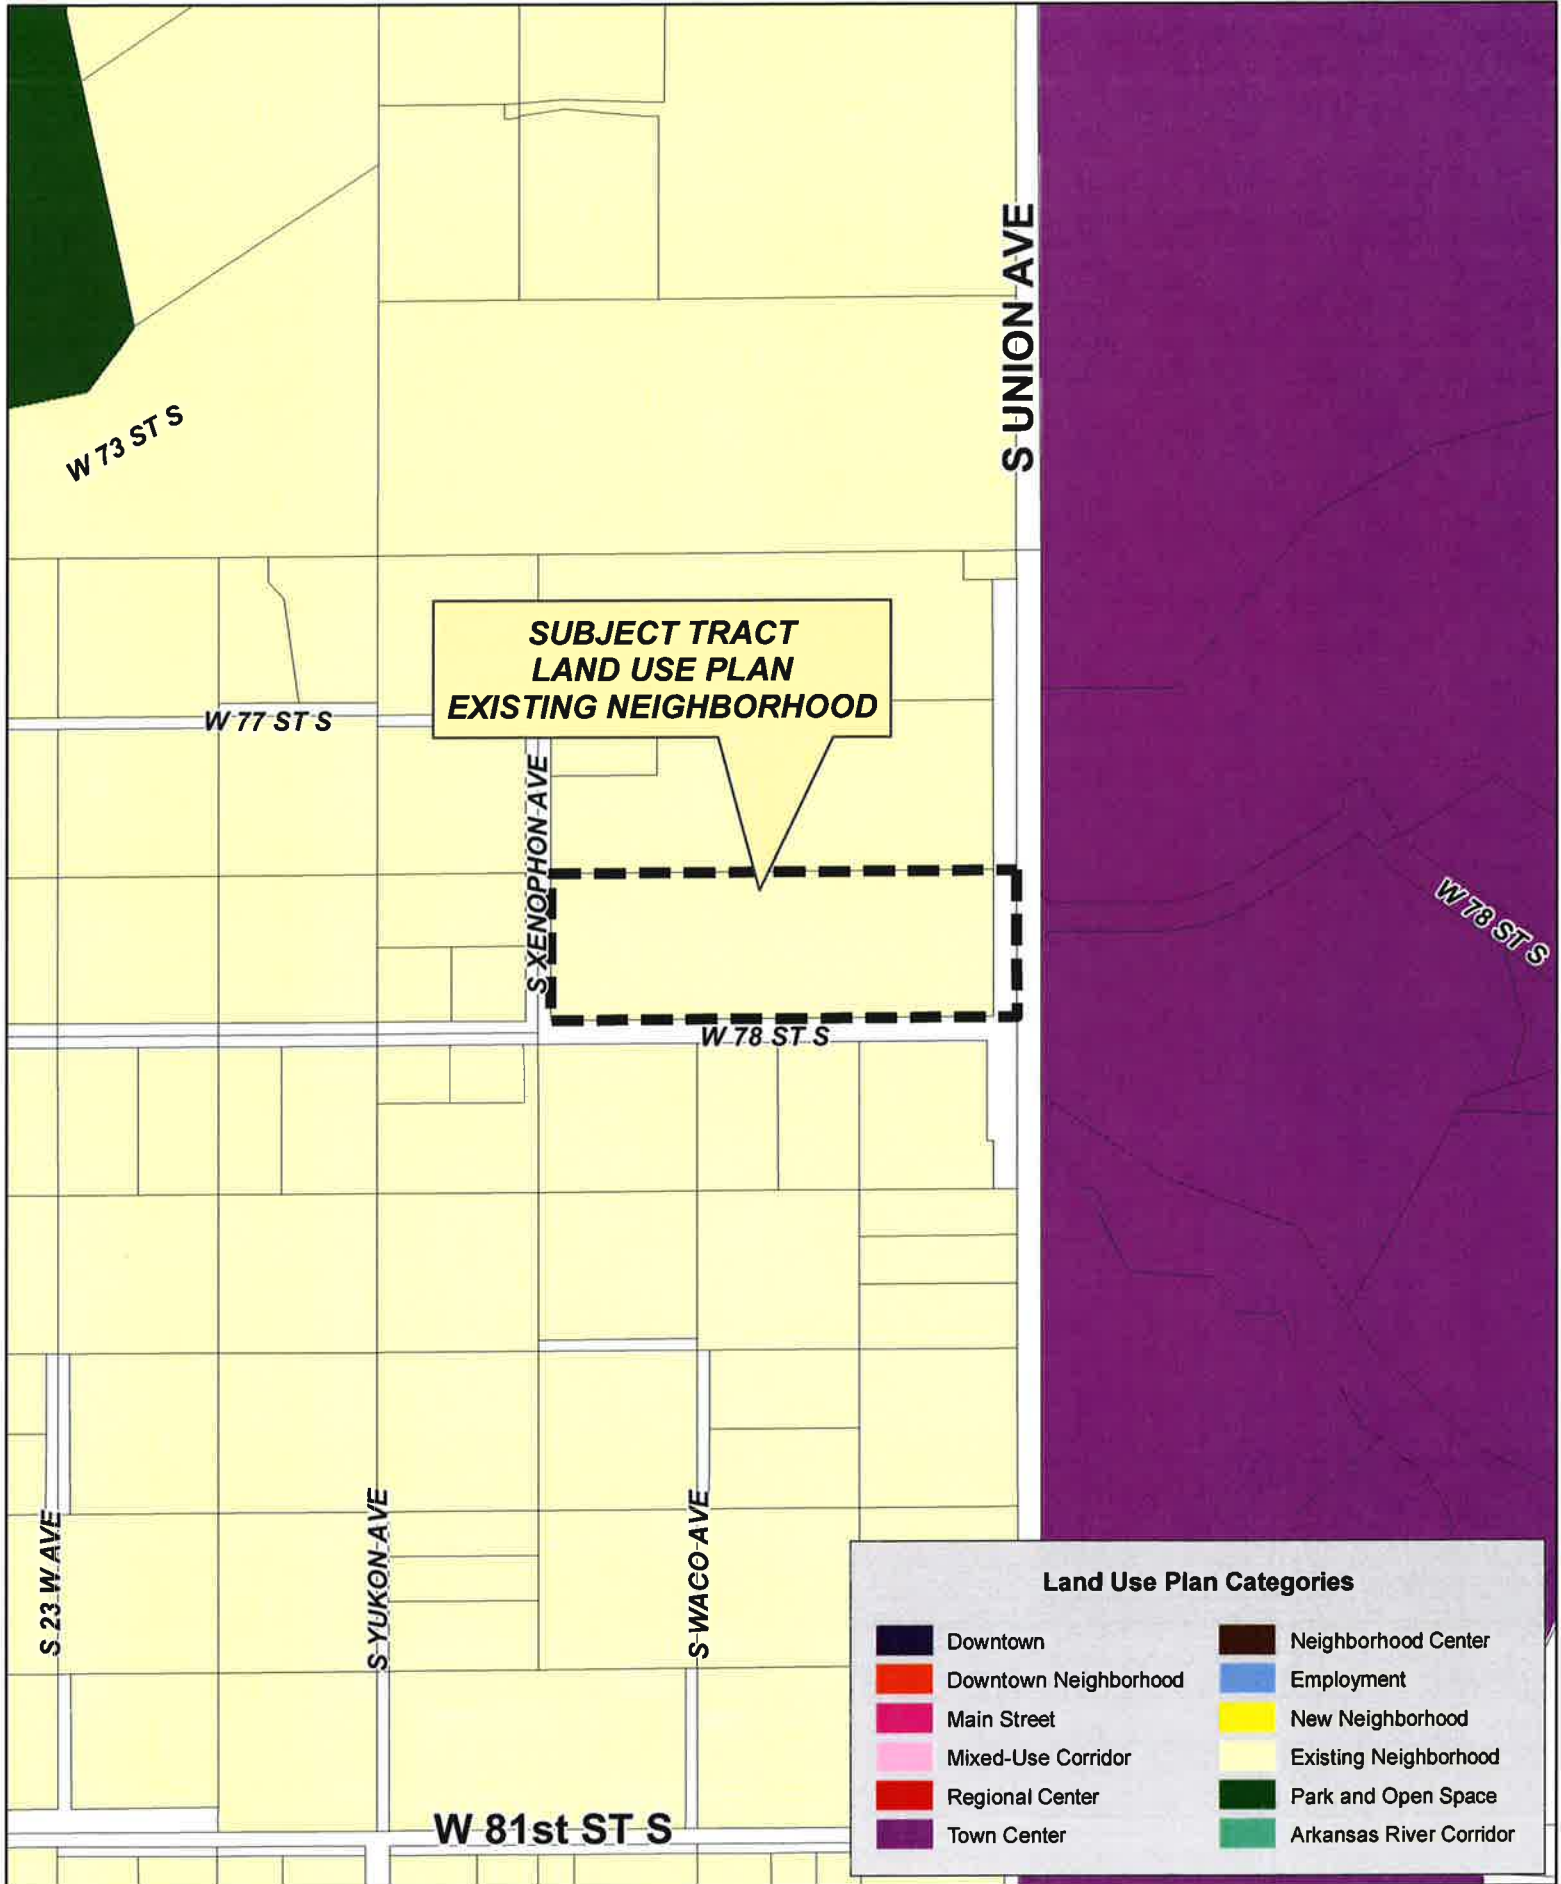 S UNION AVE
W 73 ST S
SUBJECT TRACT
LAND USE PLAN
EXISTING NEIGHBORHOOD
W 77 ST S
S XENOPHON AVE
W 78 ST S
W 78 ST S
S 23 W AVE
S YUKON AVE
S WACO AVE
W 81st ST S
Land Use Plan Categories
Downtown
Downtown Neighborhood
Main Street
Mixed-Use Corridor
Regional Center
Town Center
Neighborhood Center
Employment
New Neighborhood
Existing Neighborhood
Park and Open Space
Arkansas River Corridor